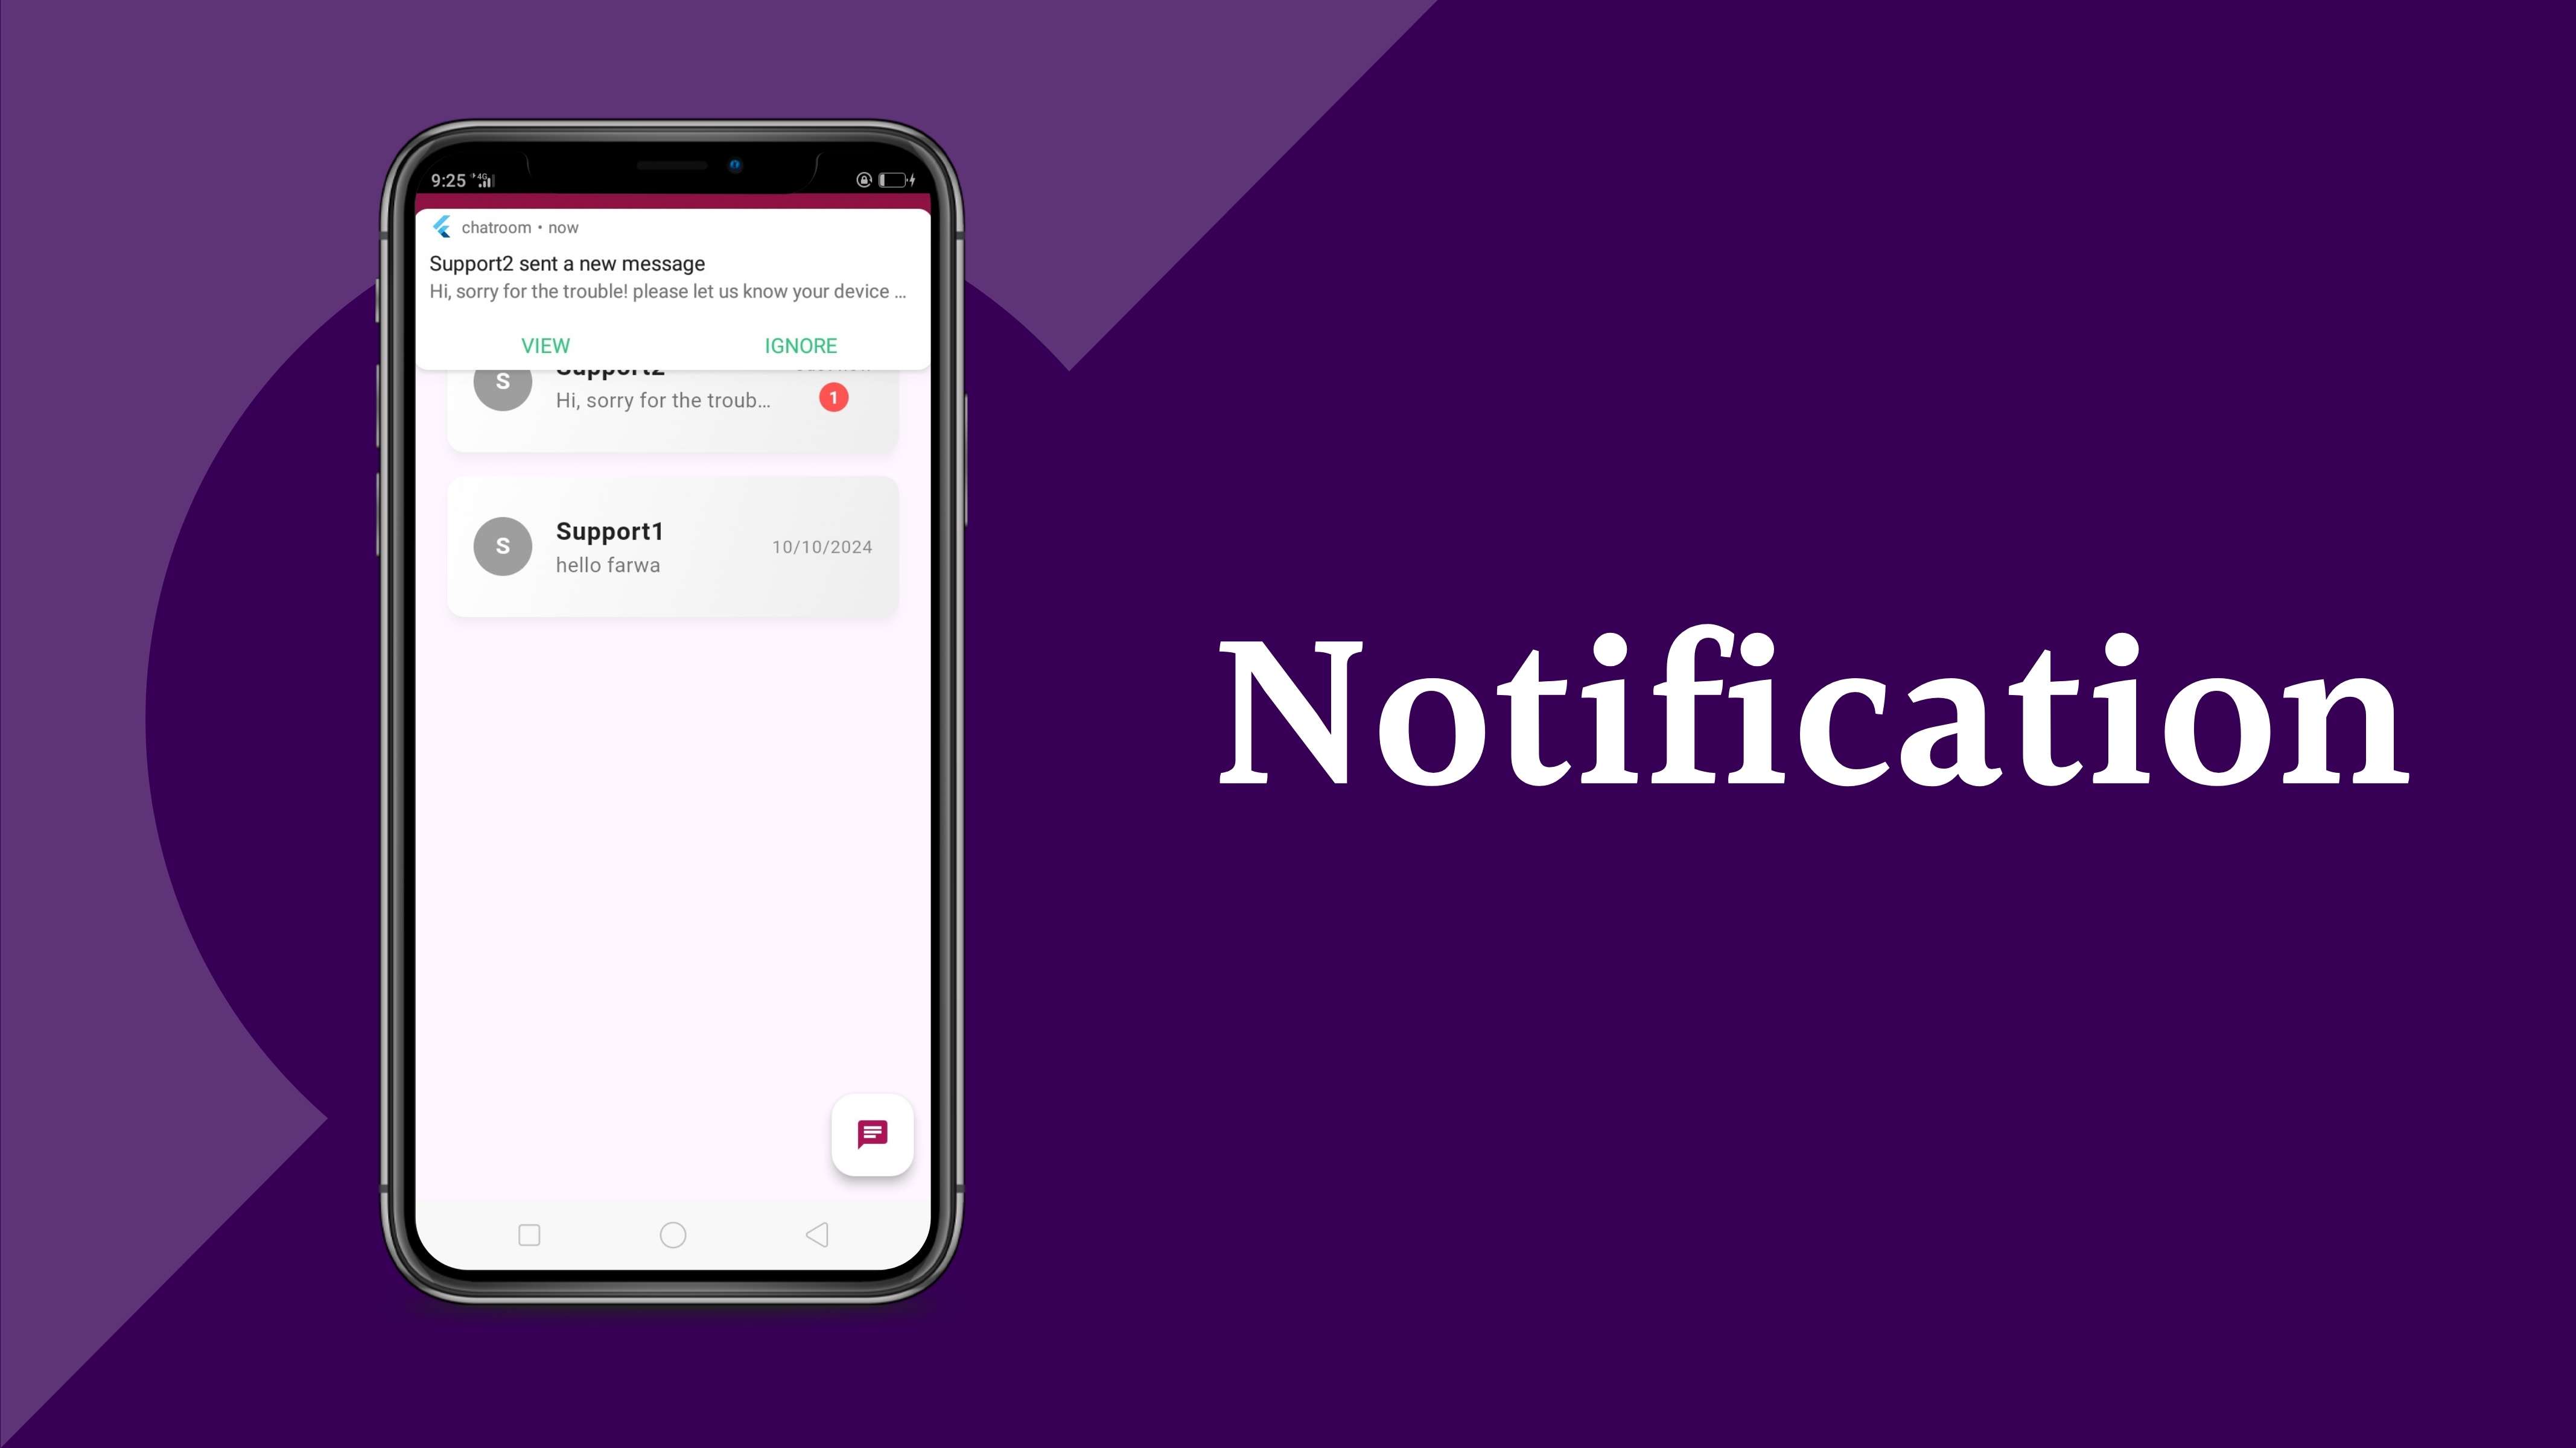 9:25 4G
chatroom • now
Support2 sent a new message
Hi, sorry for the trouble! please let us know your device ...
VIEW IGNORE
S Support2
Hi, sorry for the troub... 1
S Support1 10/10/2024
hello farwa
Notification